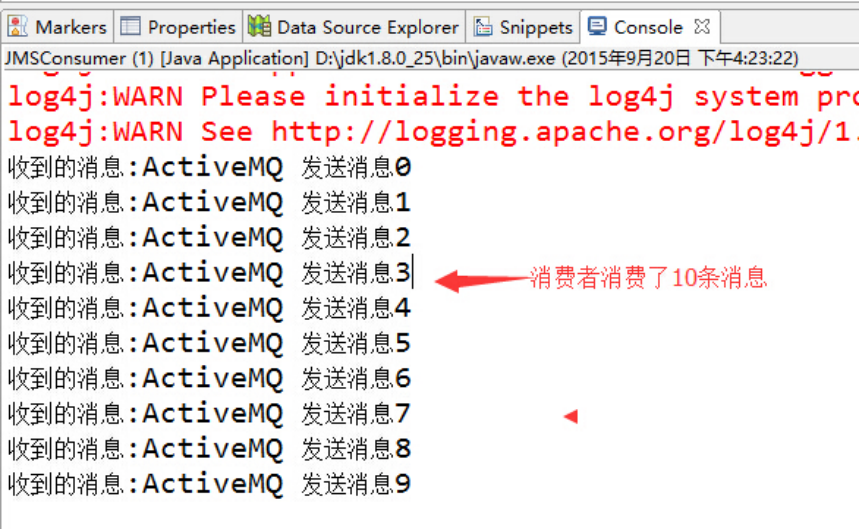 Markers Properties Data Source Explorer Snippets Console
JMSConsumer (1) [Java Application] D:\jdk1.8.0_25\bin\javaw.exe (2015年9月20日 下午4:23:22)
log4j:WARN Please initialize the log4j system pro
log4j:WARN See http://logging.apache.org/log4j/1.
收到的消息:ActiveMQ 发送消息0
收到的消息:ActiveMQ 发送消息1
收到的消息:ActiveMQ 发送消息2
收到的消息:ActiveMQ 发送消息3 消费者消费了10条消息
收到的消息:ActiveMQ 发送消息4
收到的消息:ActiveMQ 发送消息5
收到的消息:ActiveMQ 发送消息6
收到的消息:ActiveMQ 发送消息7
收到的消息:ActiveMQ 发送消息8
收到的消息:ActiveMQ 发送消息9